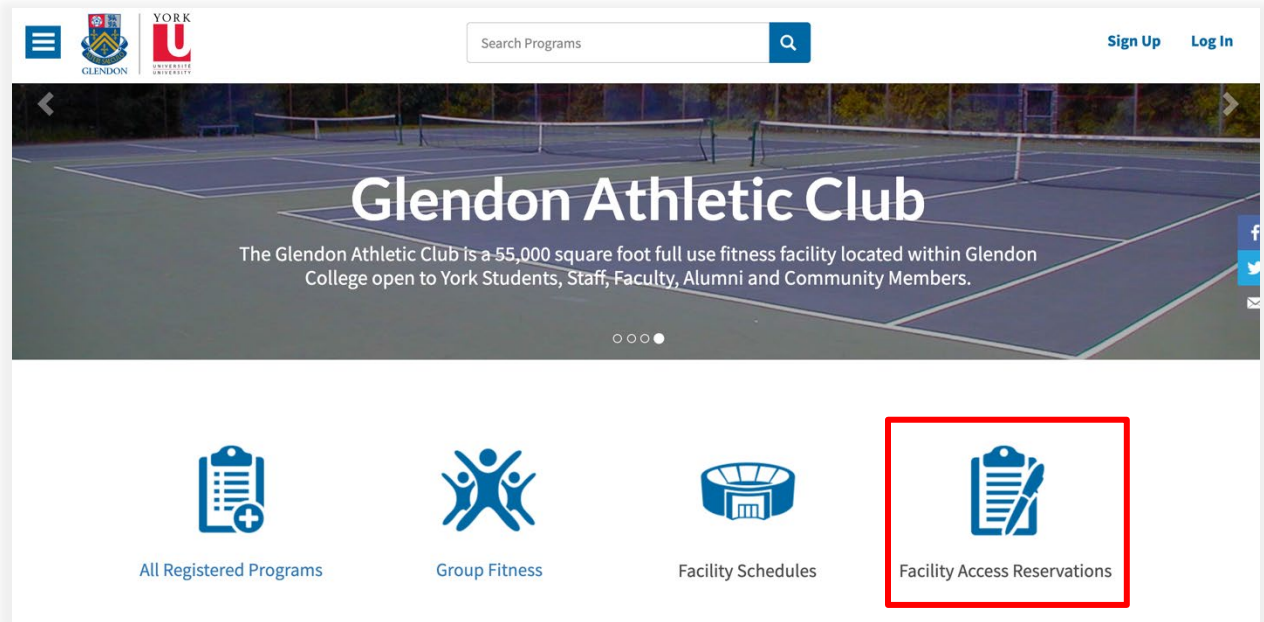 YORK
U
GLENDON
UNIVERSITÉ
UNIVERSITY
Search Programs
Sign Up
Log In
Glendon Athletic Club
The Glendon Athletic Club is a 55,000 square foot full use fitness facility located within Glendon
College open to York Students, Staff, Faculty, Alumni and Community Members.
f
All Registered Programs
Group Fitness
Facility Schedules
Facility Access Reservations